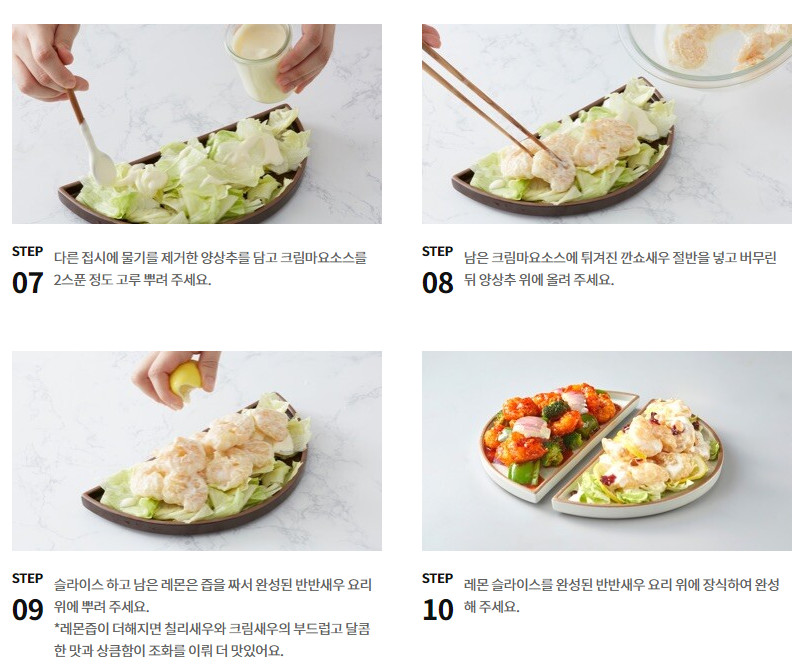 STEP
07
다른 접시에 물기를 제거한 양상추를 담고 크림마요소스를
2스푼 정도 고루 뿌려 주세요.
STEP
08
남은 크림마요소스에 튀겨진 깐쇼새우 절반을 넣고 버무린
뒤 양상추 위에 올려 주세요.
STEP
09
슬라이스 하고 남은 레몬은 즙을 짜서 완성된 반반새우 요리
위에 뿌려 주세요.
*레몬즙이 더해지면 칠리새우와 크림새우의 부드럽고 달콤
한 맛과 상큼함이 조화를 이뤄 더 맛있어요.
STEP
10
레몬 슬라이스를 완성된 반반새우 요리 위에 장식하여 완성
해 주세요.